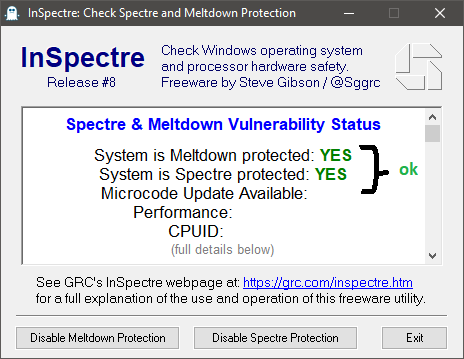 InSpectre: Check Spectre and Meltdown Protection
InSpectre
Release #8
Check Windows operating system
and processor hardware safety.
Freeware by Steve Gibson / @Sggrc
Spectre & Meltdown Vulnerability Status
System is Meltdown protected: YES
System is Spectre protected: YES
ok
Microcode Update Available:
Performance:
CPUID:
(full details below)
See GRC's InSpectre webpage at: https://grc.com/inspectre.htm
for a full explanation of the use and operation of this freeware utility.
Disable Meltdown Protection
Disable Spectre Protection
Exit